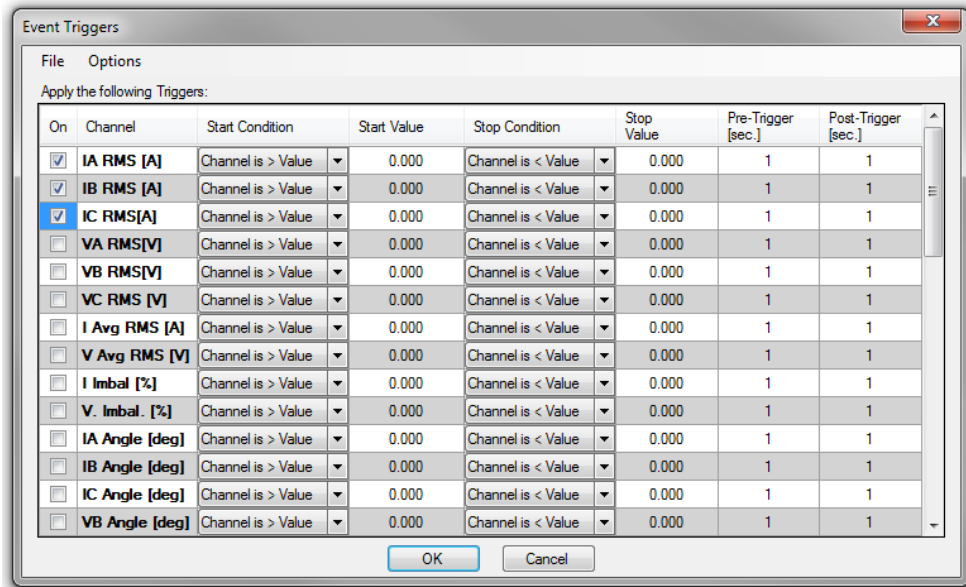 Event Triggers
File Options
Apply the following Triggers:
On Channel Start Condition Start Value Stop Condition Stop Value Pre-Trigger [sec.] Post-Trigger [sec.]
IA RMS [A] Channel is > Value 0.000 Channel is < Value 0.000 1 1
IB RMS [A] Channel is > Value 0.000 Channel is < Value 0.000 1 1
IC RMS[A] Channel is > Value 0.000 Channel is < Value 0.000 1 1
VA RMS[V] Channel is > Value 0.000 Channel is < Value 0.000 1 1
VB RMS[V] Channel is > Value 0.000 Channel is < Value 0.000 1 1
VC RMS [V] Channel is > Value 0.000 Channel is < Value 0.000 1 1
I Avg RMS [A] Channel is > Value 0.000 Channel is < Value 0.000 1 1
V Avg RMS [V] Channel is > Value 0.000 Channel is < Value 0.000 1 1
I Imbal [%] Channel is > Value 0.000 Channel is < Value 0.000 1 1
V. Imbal. [%] Channel is > Value 0.000 Channel is < Value 0.000 1 1
IA Angle [deg] Channel is > Value 0.000 Channel is < Value 0.000 1 1
IB Angle [deg] Channel is > Value 0.000 Channel is < Value 0.000 1 1
IC Angle [deg] Channel is > Value 0.000 Channel is < Value 0.000 1 1
VB Angle [deg] Channel is > Value 0.000 Channel is < Value 0.000 1 1
OK Cancel